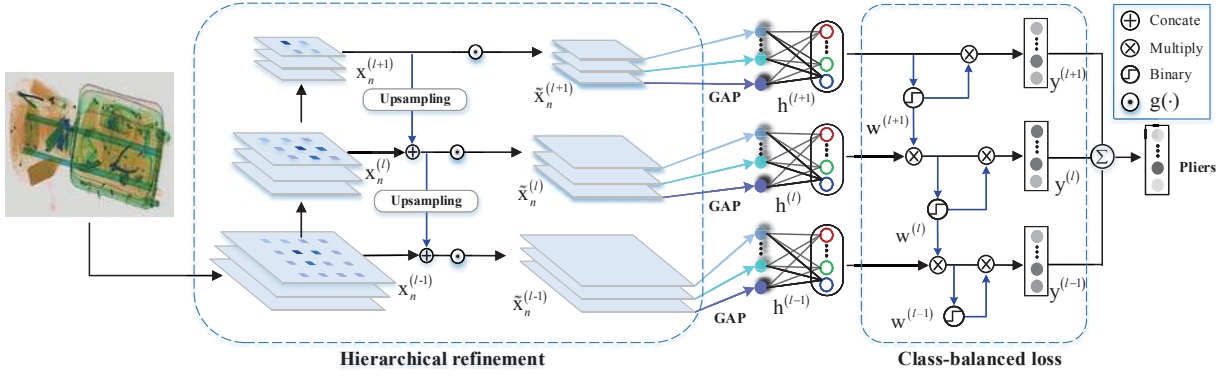 x_n^{(l+1)}
Upsampling
x̃_n^{(l+1)}
GAP
h^{(l+1)}
w^{(l+1)}
y^{(l+1)}
Concate
Multiply
Binary
g(·)
x_n^{(l)}
Upsampling
x̃_n^{(l)}
GAP
h^{(l)}
w^{(l)}
y^{(l)}
Σ
Pliers
x_n^{(l-1)}
x̃_n^{(l-1)}
GAP
h^{(l-1)}
w^{(l-1)}
y^{(l-1)}
Hierarchical refinement
Class-balanced loss